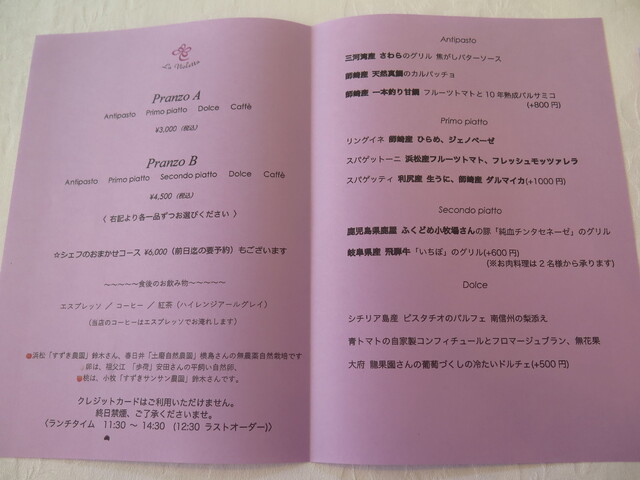 La Violetta
Pranzo A
Antipasto Primo piatto Dolce Caffè
¥3,000 (税込)
Pranzo B
Antipasto Primo piatto Secondo piatto Dolce Caffè
¥4,500 (税込)
〈 右記より各一品ずつお選びください 〉
☆シェフのおまかせコース ¥6,000（前日迄の要予約）もございます
～～～～～食後のお飲み物～～～～～
エスプレッソ ／ コーヒー ／ 紅茶（ハイレンジアールグレイ）
(当店のコーヒーはエスプレッソでお淹れします)
浜松「すずき農園」鈴木さん、春日井「土屋自然農園」横島さんの無農薬自然栽培です
卵は、祖父江 「歩荷」安田さんの平飼い自然卵、
桃は、小牧「すずきサンサン農園」鈴木さんです。
クレジットカードはご利用いただけません。
終日禁煙、ご了承くださいませ。
〈ランチタイム 11:30 ～ 14:30 (12:30 ラストオーダー)〉
Antipasto
三河湾産 さわらのグリル 焦がしバターソース
師崎産 天然真鯛のカルパッチョ
師崎産 一本釣り甘鯛 フルーツトマトと10年熟成バルサミコ
(+800円)
Primo piatto
リングイネ 師崎産 ひらめ、ジェノベーゼ
スパゲットーニ 浜松産フルーツトマト、フレッシュモッツァレラ
スパゲッティ 利尻産 生うに、師崎産 ダルマイカ(+1000円)
Secondo piatto
鹿児島県鹿屋 ふくどめ小牧場さんの豚「純血チンタセネーゼ」のグリル
岐阜県産 飛騨牛「いちぼ」のグリル(+600円)
(※お肉料理は2名様から承ります)
Dolce
シチリア島産 ピスタチオのパルフェ 南信州の梨添え
青トマトの自家製コンフィチュールとフロマージュブラン、無花果
大府 館果園さんの葡萄づくしの冷たいドルチェ(+500円)